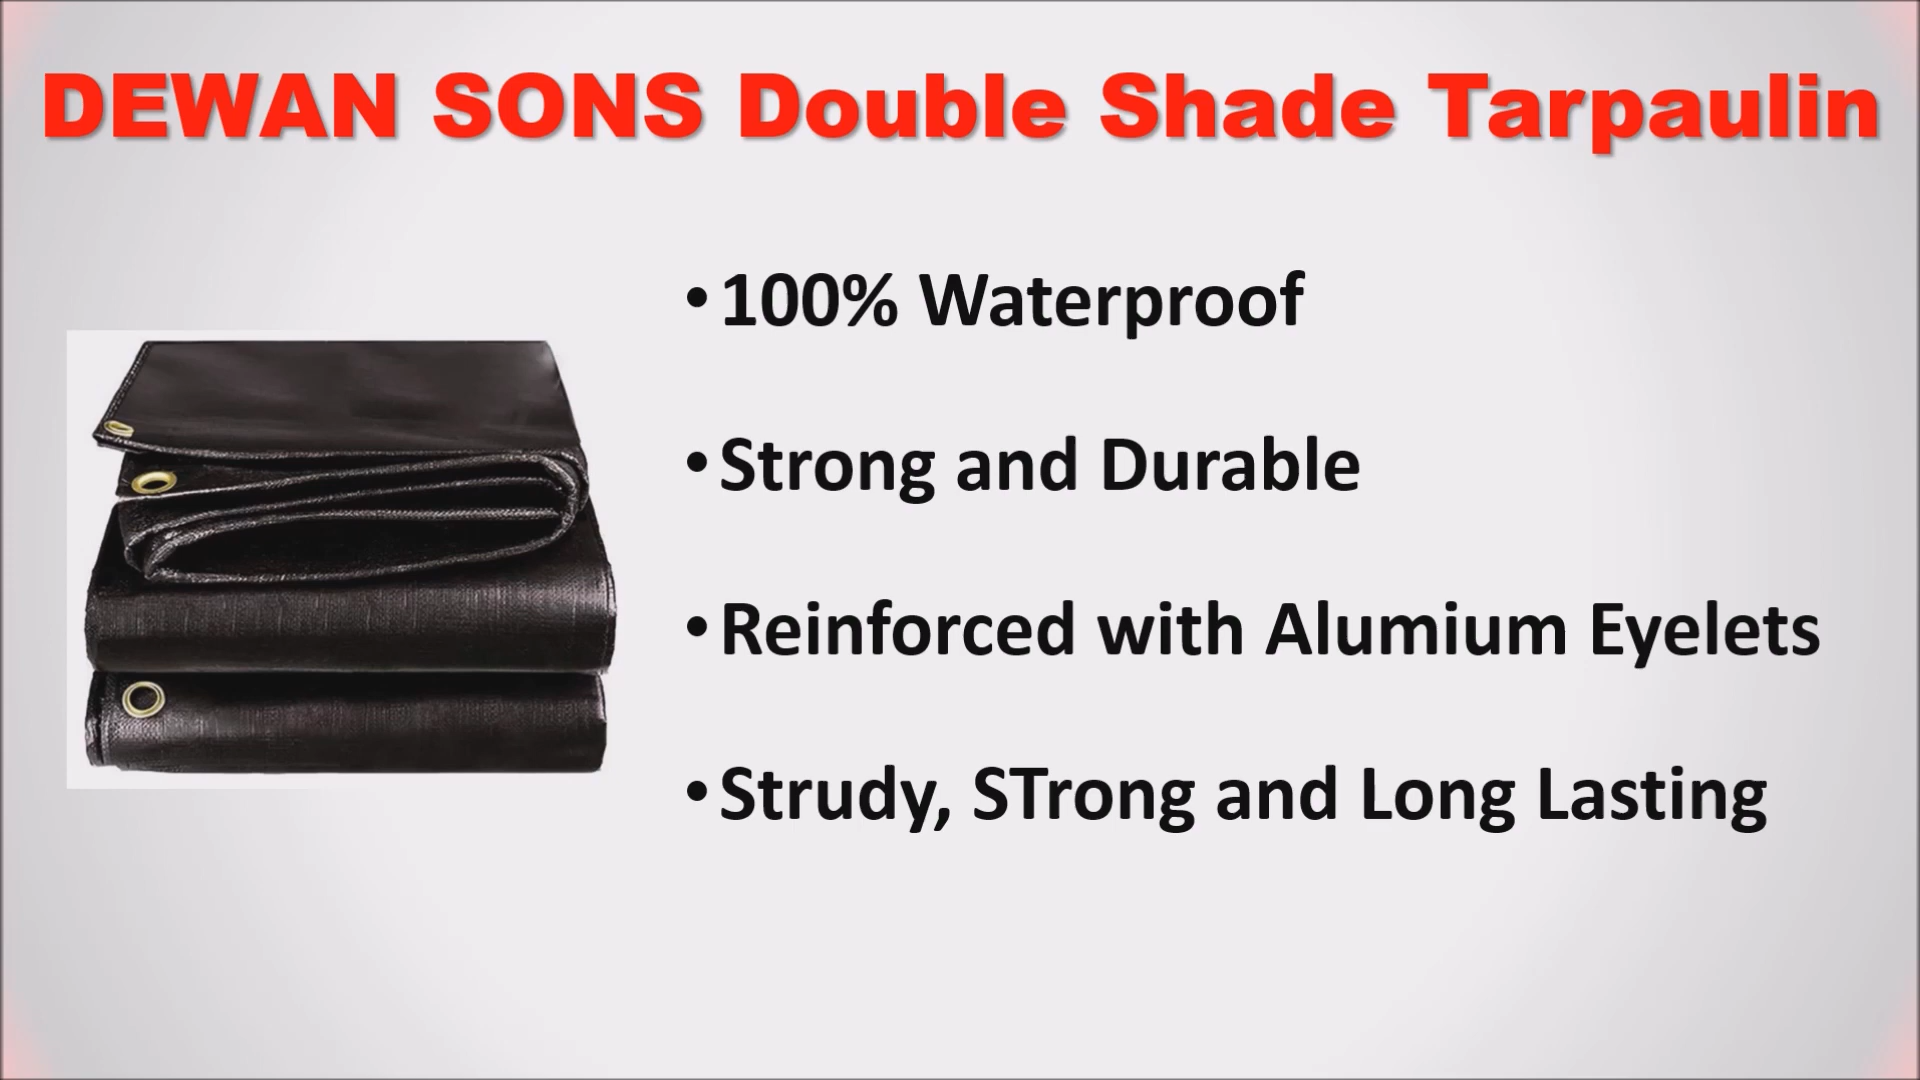 DEWAN SONS Double Shade Tarpaulin
•100% Waterproof
•Strong and Durable
•Reinforced with Alumium Eyelets
•Strudy, STrong and Long Lasting